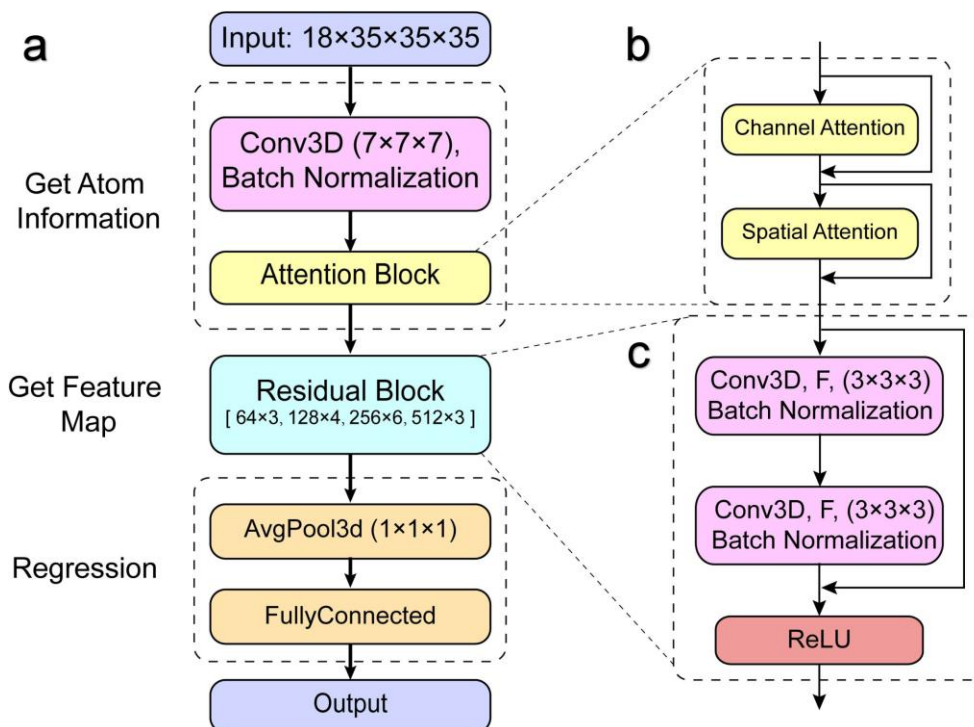 a
Input: 18×35×35×35
Get Atom
Information
Conv3D (7×7×7),
Batch Normalization
Attention Block
Get Feature
Map
Residual Block
[ 64×3, 128×4, 256×6, 512×3 ]
Regression
AvgPool3d (1×1×1)
FullyConnected
Output
b
Channel Attention
Spatial Attention
c
Conv3D, F, (3×3×3)
Batch Normalization
Conv3D, F, (3×3×3)
Batch Normalization
ReLU